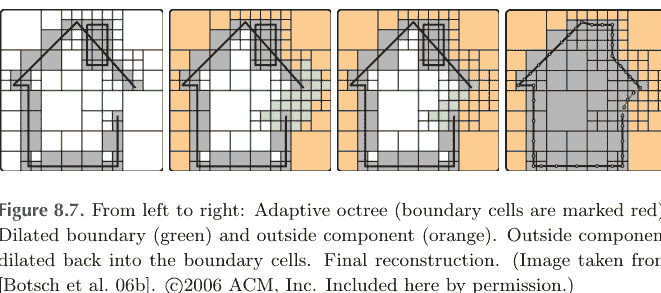 Figure 8.7. From left to right: Adaptive octree (boundary cells are marked red)
Dilated boundary (green) and outside component (orange). Outside componen
dilated back into the boundary cells. Final reconstruction. (Image taken from
[Botsch et al. 06b]. ©2006 ACM, Inc. Included here by permission.)